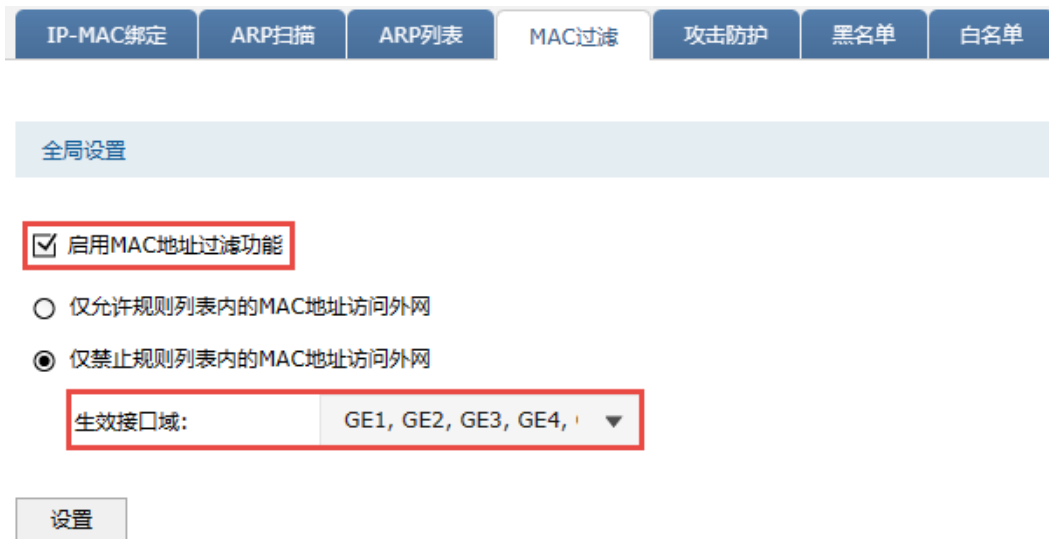 IP-MAC绑定 ARP扫描 ARP列表 MAC过滤 攻击防护 黑名单 白名单
全局设置
启用MAC地址过滤功能
仅允许规则列表内的MAC地址访问外网
仅禁止规则列表内的MAC地址访问外网
生效接口域: GE1, GE2, GE3, GE4,
设置